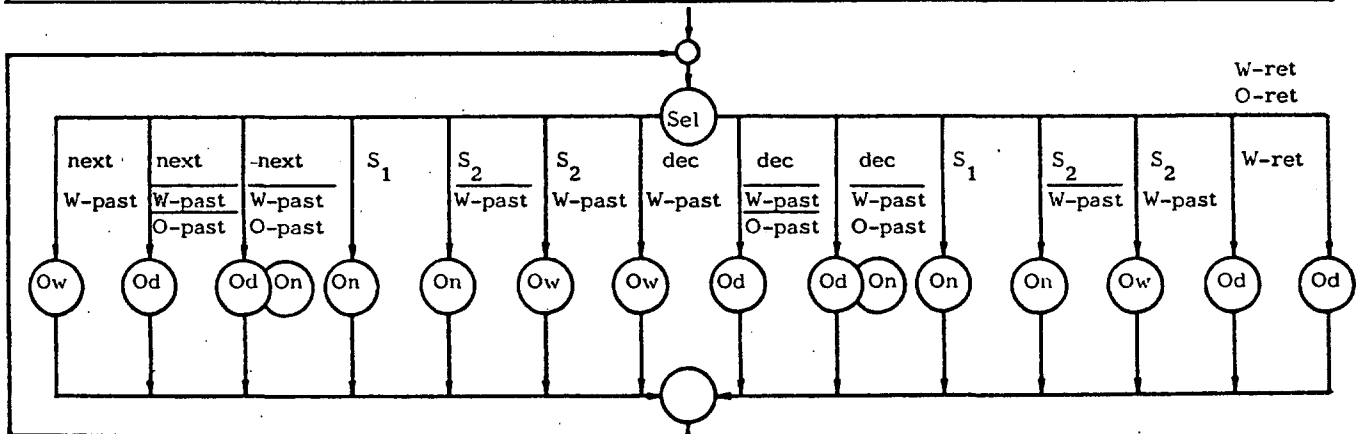 W-ret
O-ret
Sel
next next -next S1 S2 S2 dec dec dec S1 S2 S2 W-ret
W-past W-past W-past W-past W-past W-past W-past W-past W-past W-past
O-past O-past O-past O-past
Ow Od Od On On On Ow Ow Od Od On On On Ow Od Od